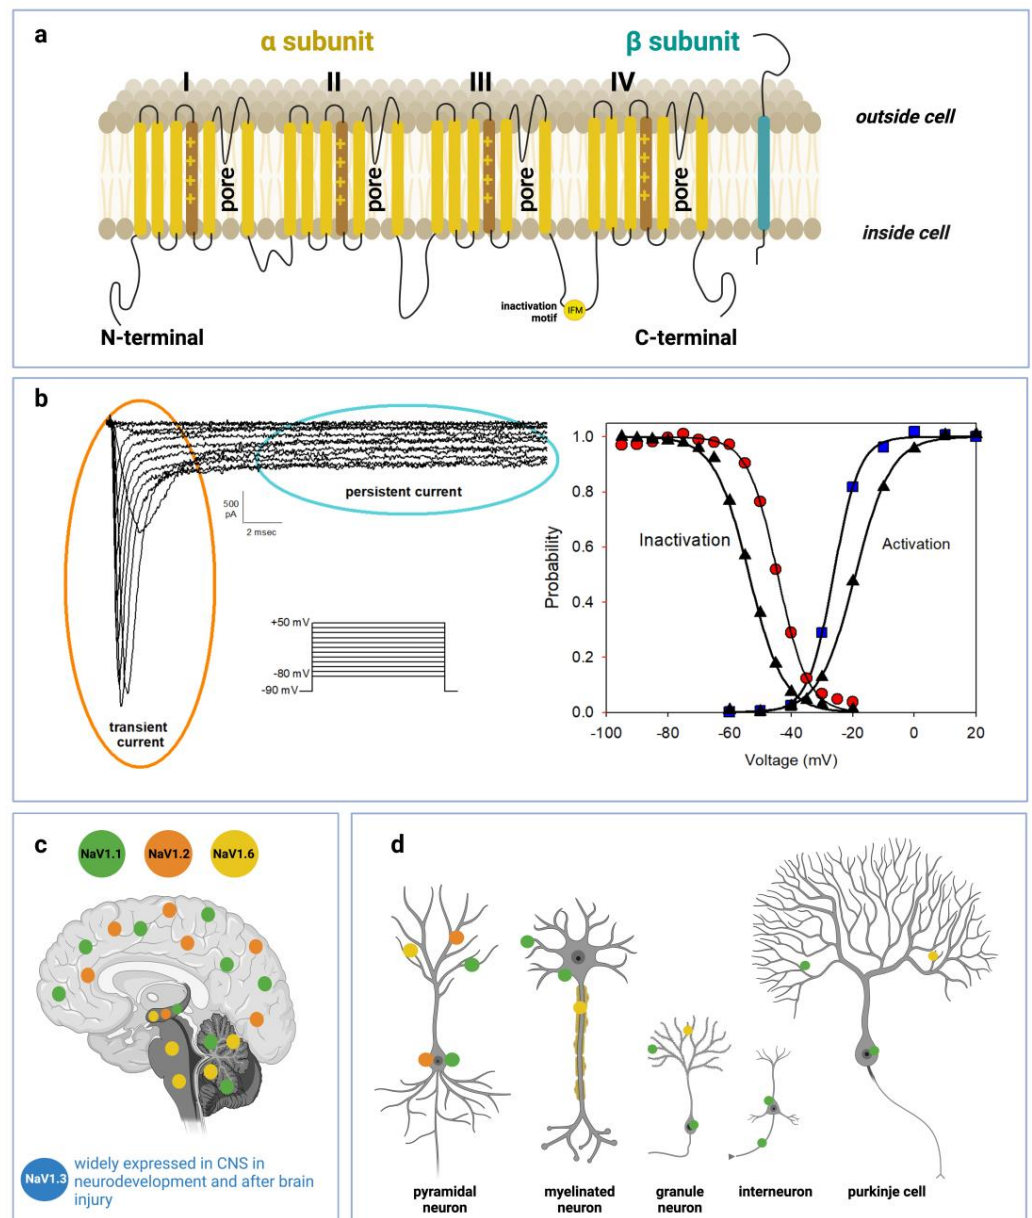 a
α subunit
β subunit
I
II
III
IV
outside cell
+
+
+
+
pore
+
+
+
+
pore
+
+
+
+
pore
+
+
+
+
pore
inside cell
inactivation
motif
IFM
N-terminal
C-terminal
b
persistent current
500
pA
2 msec
transient
current
+50 mV
-80 mV
-90 mV
1.0
0.8
0.6
0.4
0.2
0.0
Probability
Inactivation
Activation
-100
-80
-60
-40
-20
0
20
Voltage (mV)
c
NaV1.1
NaV1.2
NaV1.6
NaV1.3
widely expressed in CNS in
neurodevelopment and after brain
injury
d
pyramidal
neuron
myelinated
neuron
granule
neuron
interneuron
purkinje cell